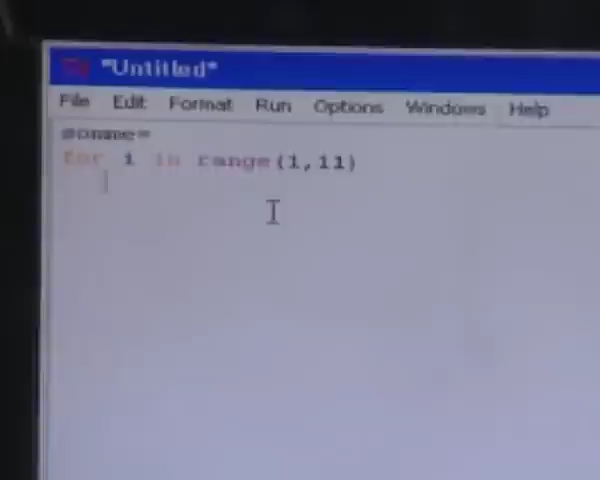 *Untitled*
File Edit Format Run Options Windows Help
for i in range(1,11)